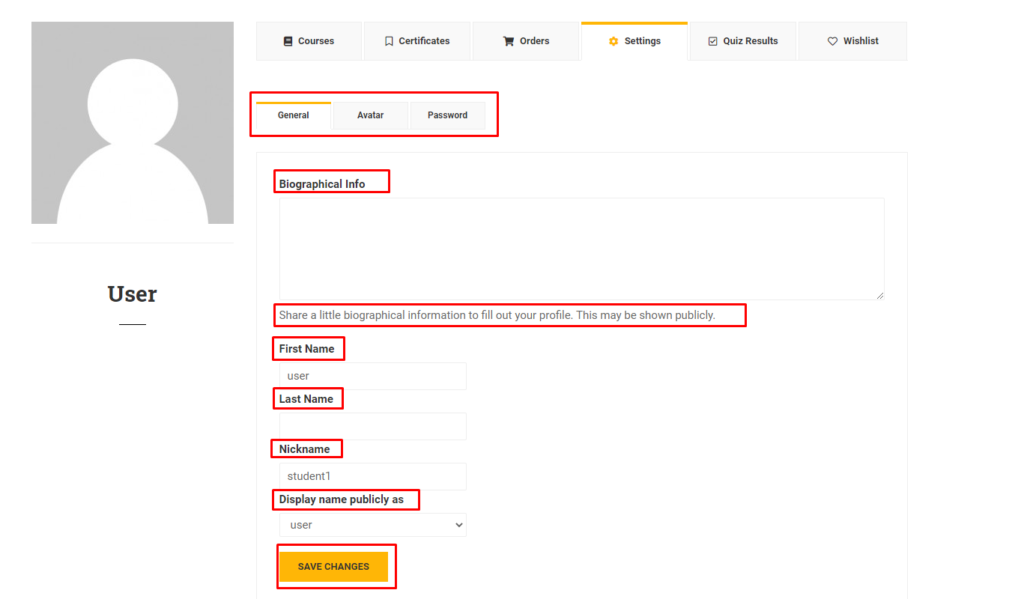 Courses Certificates Orders Settings Quiz Results Wishlist
General Avatar Password
Biographical Info
Share a little biographical information to fill out your profile. This may be shown publicly.
User
First Name
user
Last Name
Nickname
student1
Display name publicly as
user
SAVE CHANGES